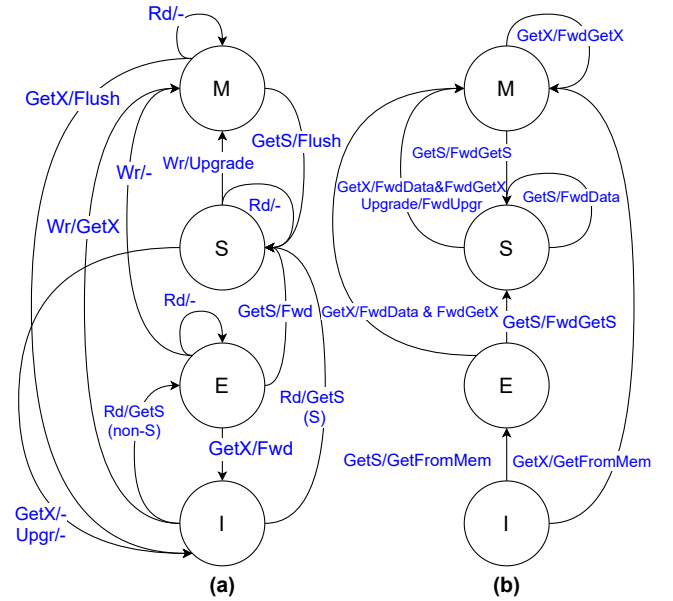 Rd/-
M
GetX/Flush
GetS/Flush
Wr/-
Wr/Upgrade
Rd/-
Wr/GetX
S
Rd/-
GetS/Fwd
E
Rd/GetS
(non-S)
Rd/GetS
(S)
GetX/Fwd
GetX/-
Upgr/-
I
(a)
GetX/FwdGetX
M
GetS/FwdGetS
GetX/FwdData&FwdGetX
Upgrade/FwdUpgr
GetS/FwdData
S
GetX/FwdData & FwdGetX
GetS/FwdGetS
E
GetS/GetFromMem
GetX/GetFromMem
I
(b)